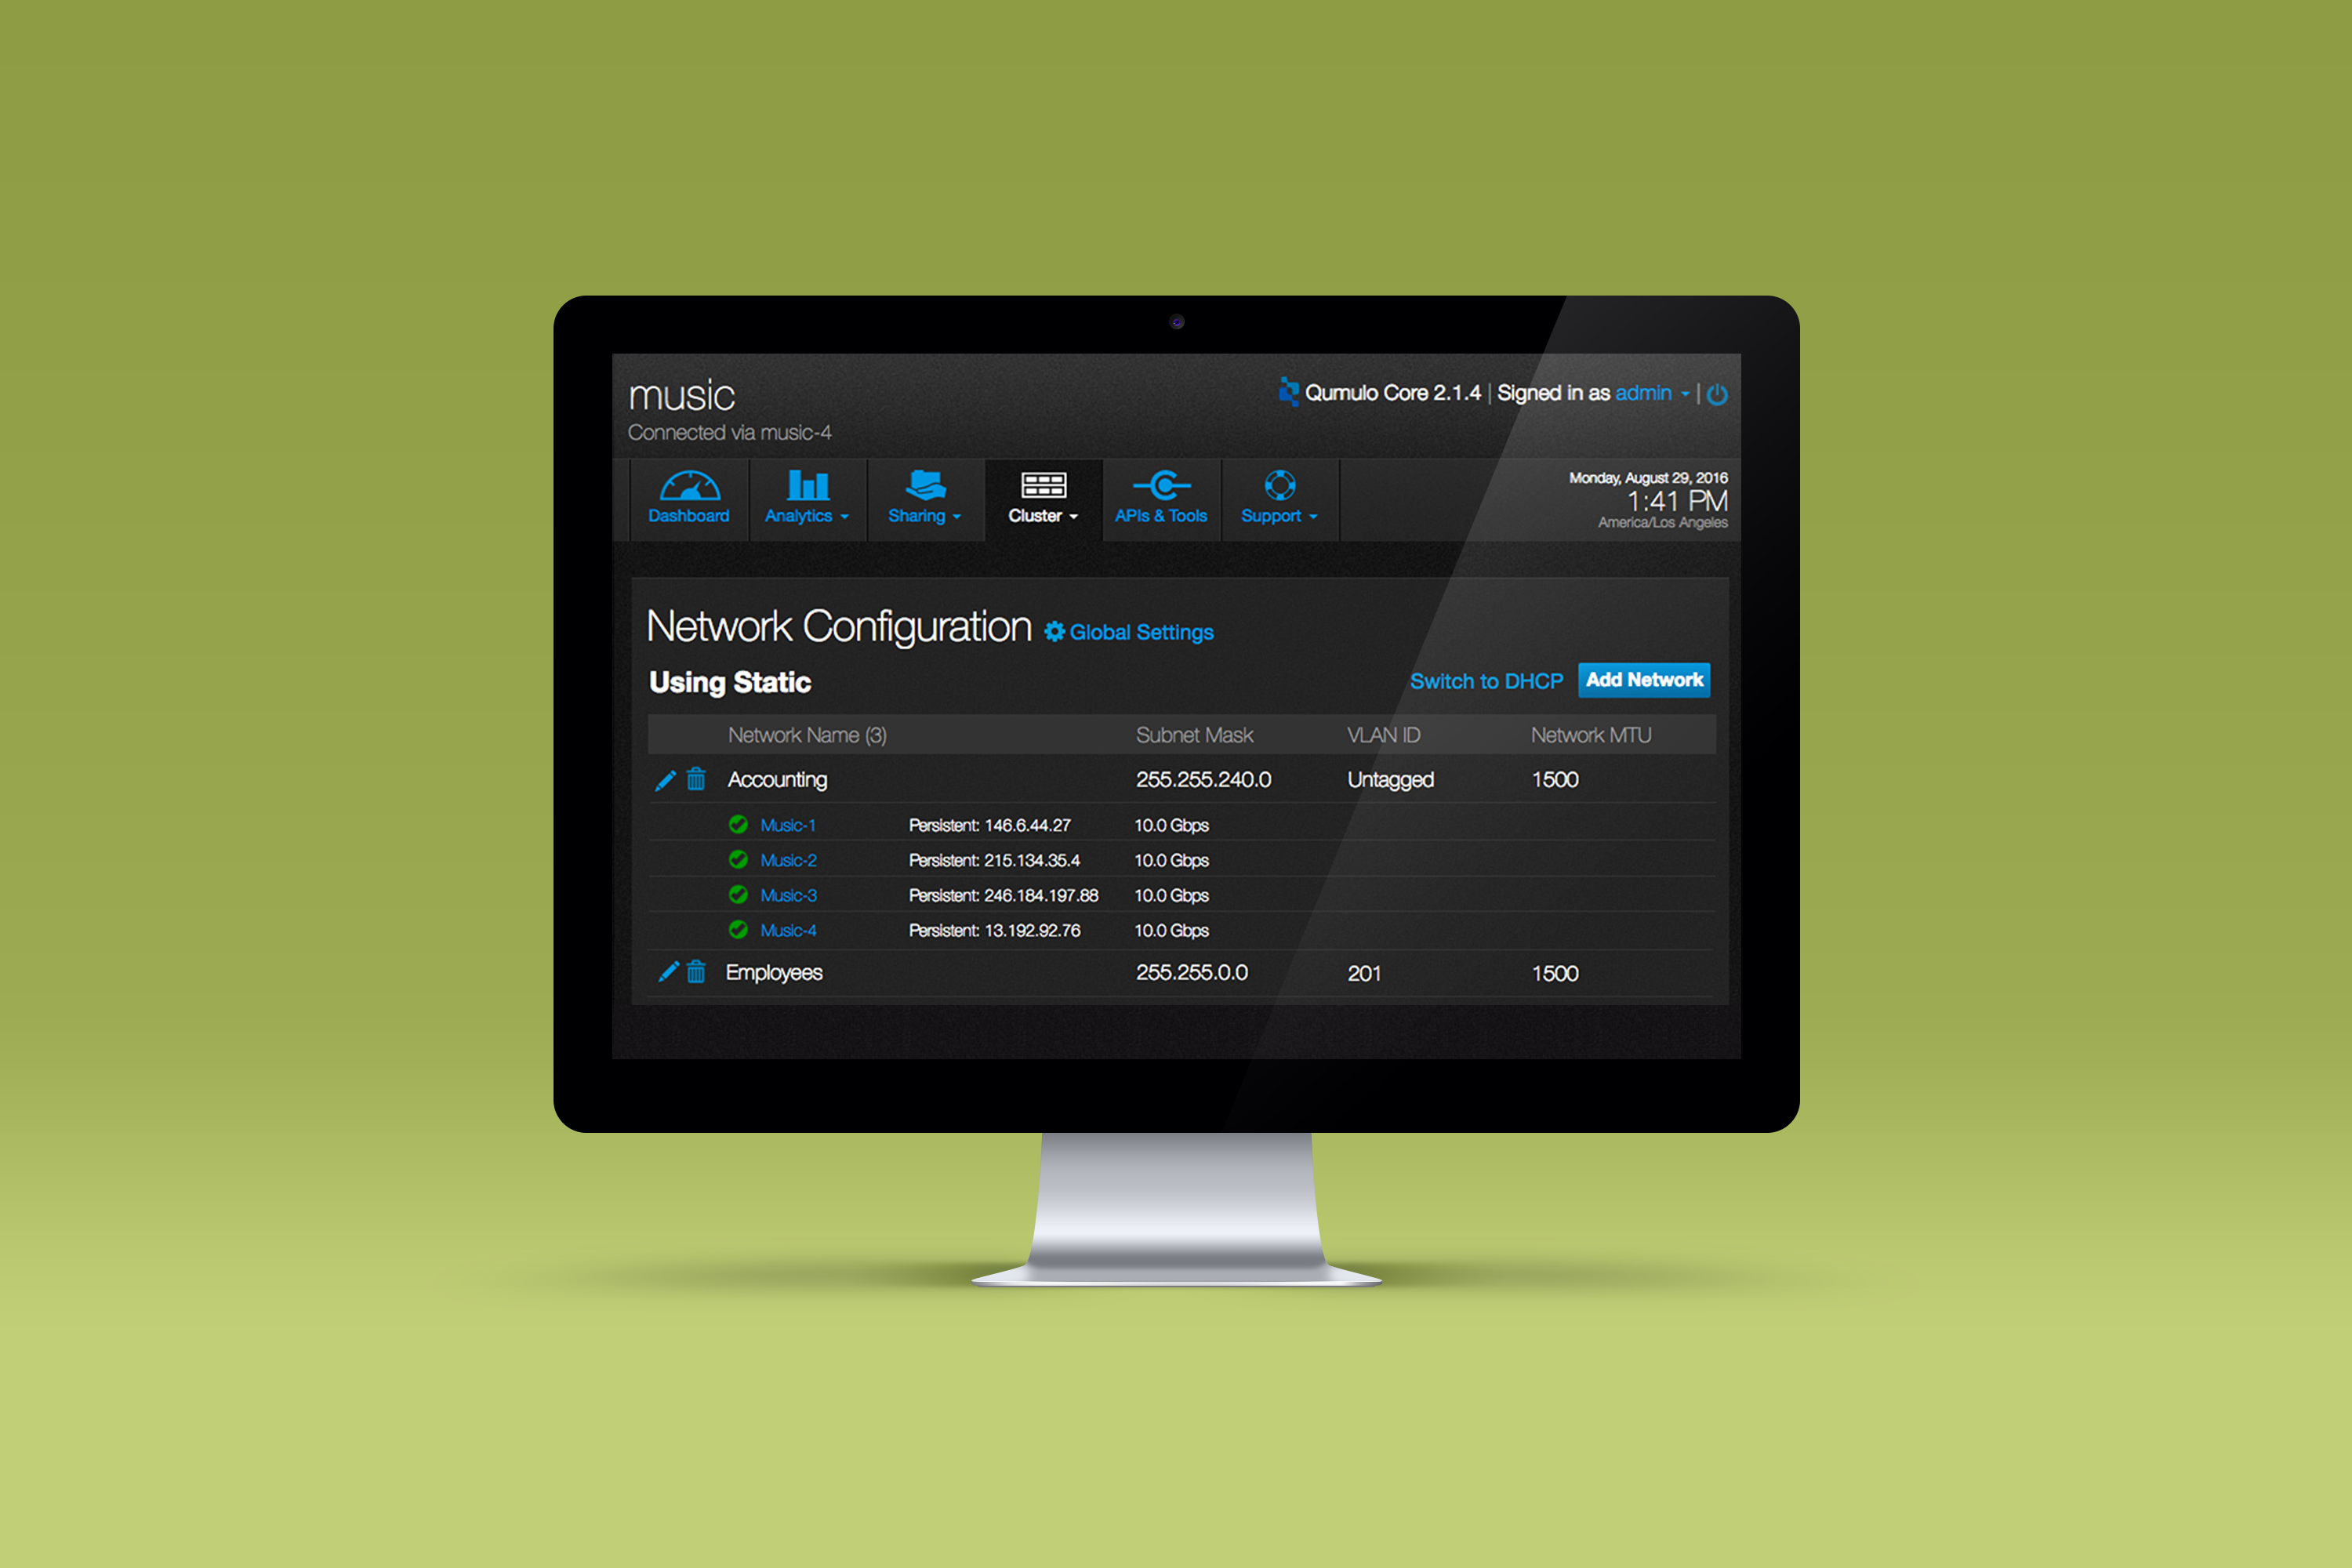 music
Connected via music-4
Qumulo Core 2.1.4 | Signed in as admin |
Dashboard Analytics Sharing Cluster APIs & Tools Support
Monday, August 29, 2016
1:41 PM
America/Los Angeles
Network Configuration Global Settings
Using Static Switch to DHCP Add Network
Network Name (3) Subnet Mask VLAN ID Network MTU
Accounting 255.255.240.0 Untagged 1500
Music-1 Persistent: 146.6.44.27 10.0 Gbps
Music-2 Persistent: 215.134.35.4 10.0 Gbps
Music-3 Persistent: 246.184.197.88 10.0 Gbps
Music-4 Persistent: 13.192.92.76 10.0 Gbps
Employees 255.255.0.0 201 1500